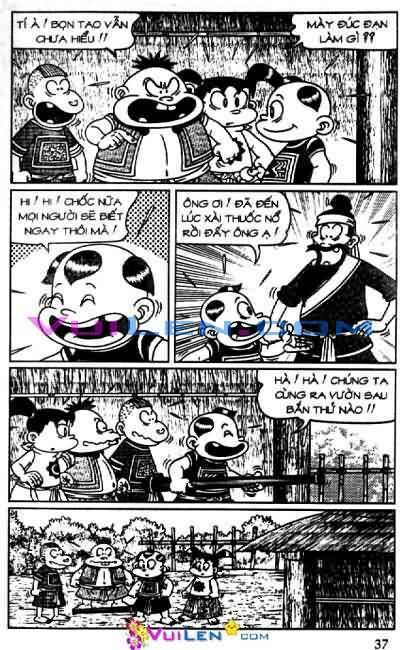 TÍ À! BỌN TAO VẪN
CHƯA HIỂU!!
MÀY ĐÚC ĐẠN
LÀM GÌ??
HI! HI! CHỐC NỮA
MỌI NGƯỜI SẼ BIẾT
NGAY THÔI MÀ!
ÔNG ƠI! ĐÃ ĐẾN
LÚC XÀI THUỐC NỔ
RỒI ĐẤY ÔNG Ạ!
VUILEN.COM
HÀ! HÀ! CHÚNG TA
CÙNG RA VƯỜN SAU
BẮN THỬ NÀO!!
VUILEN.COM
37